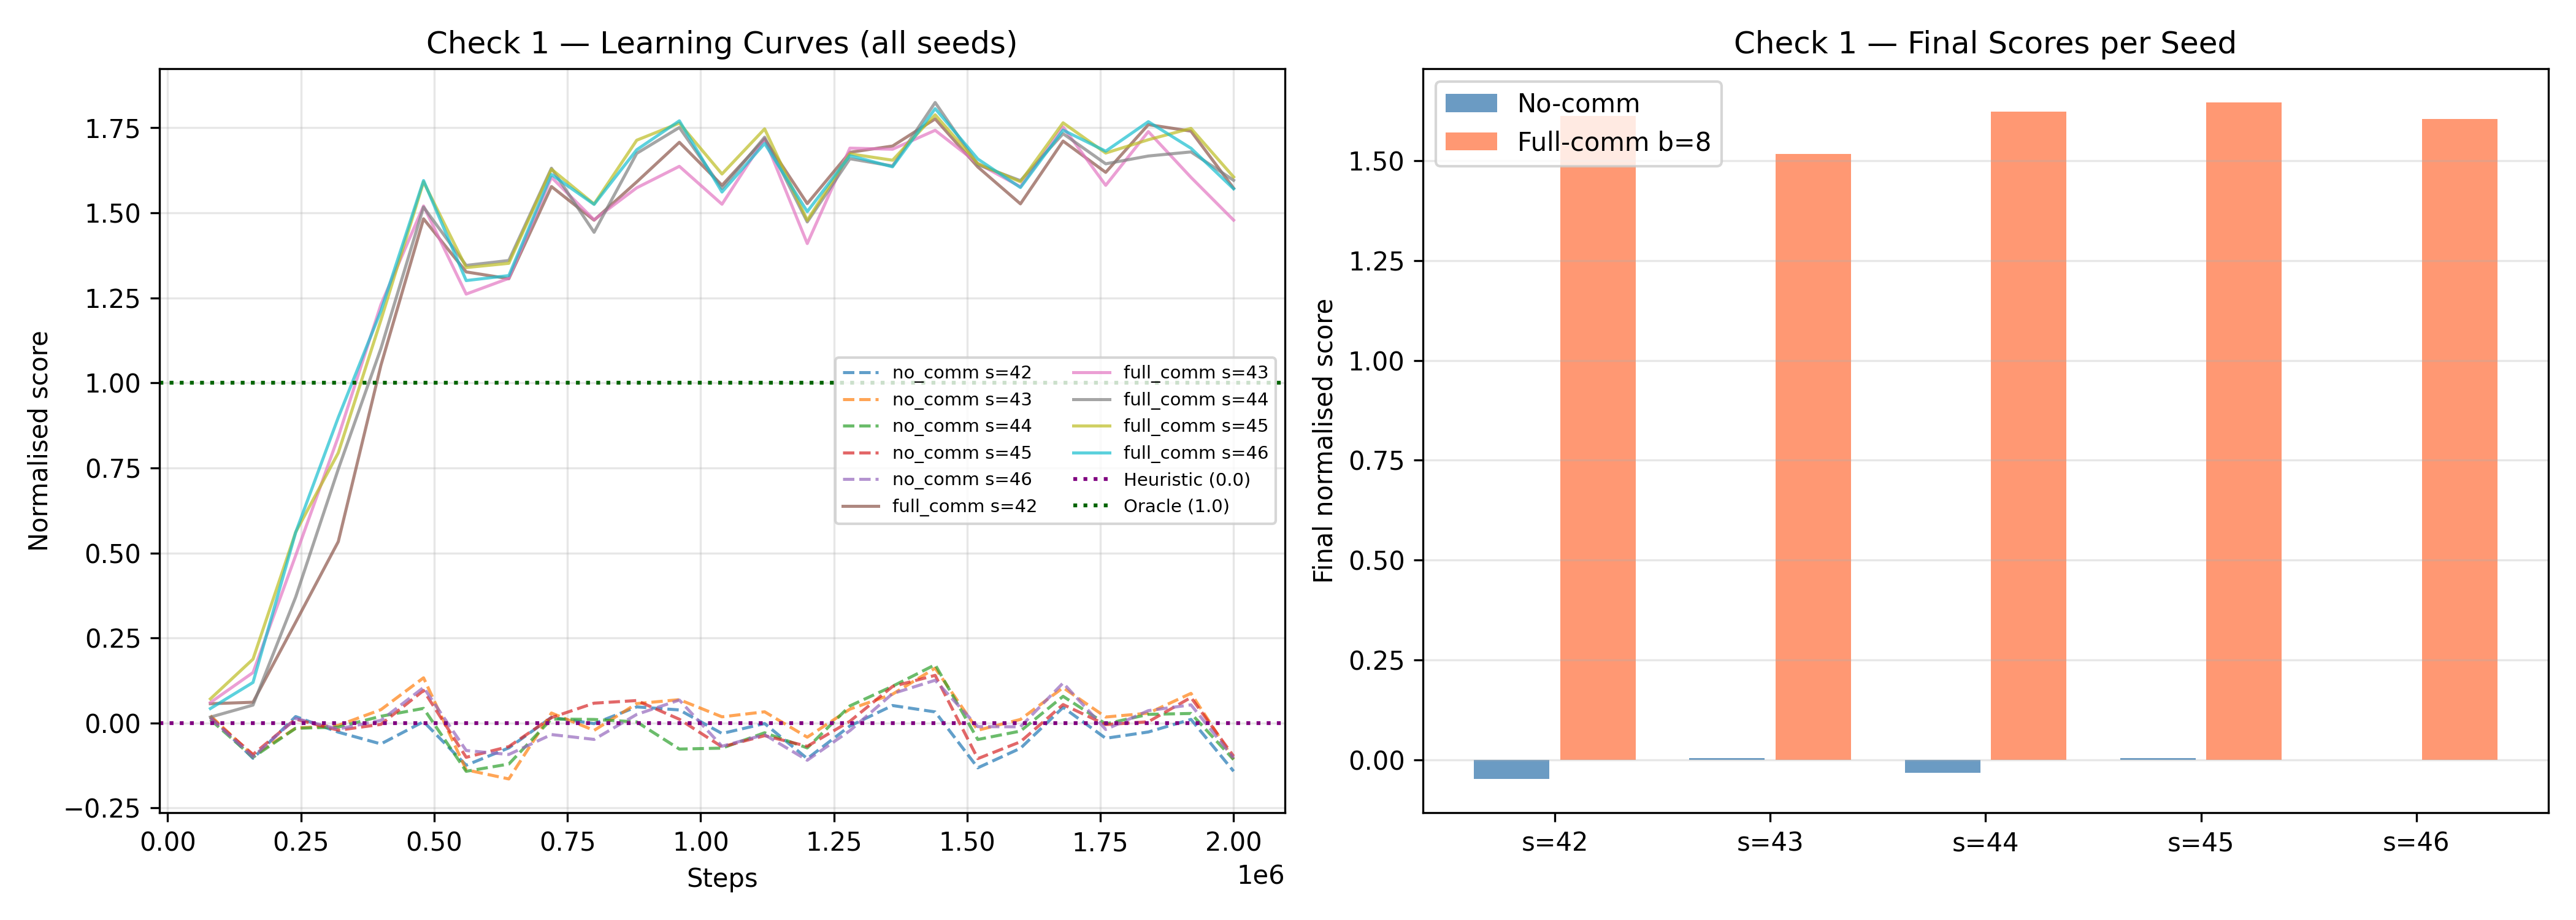 Check 1 — Learning Curves (all seeds)
Normalised score
1.75
1.50
1.25
1.00
0.75
0.50
0.25
0.00
−0.25
no_comm s=42
no_comm s=43
no_comm s=44
no_comm s=45
no_comm s=46
full_comm s=42
full_comm s=43
full_comm s=44
full_comm s=45
full_comm s=46
Heuristic (0.0)
Oracle (1.0)
0.00 0.25 0.50 0.75 1.00 1.25 1.50 1.75 2.00
1e6
Steps
Check 1 — Final Scores per Seed
No-comm
Full-comm b=8
Final normalised score
1.50
1.25
1.00
0.75
0.50
0.25
0.00
s=42 s=43 s=44 s=45 s=46